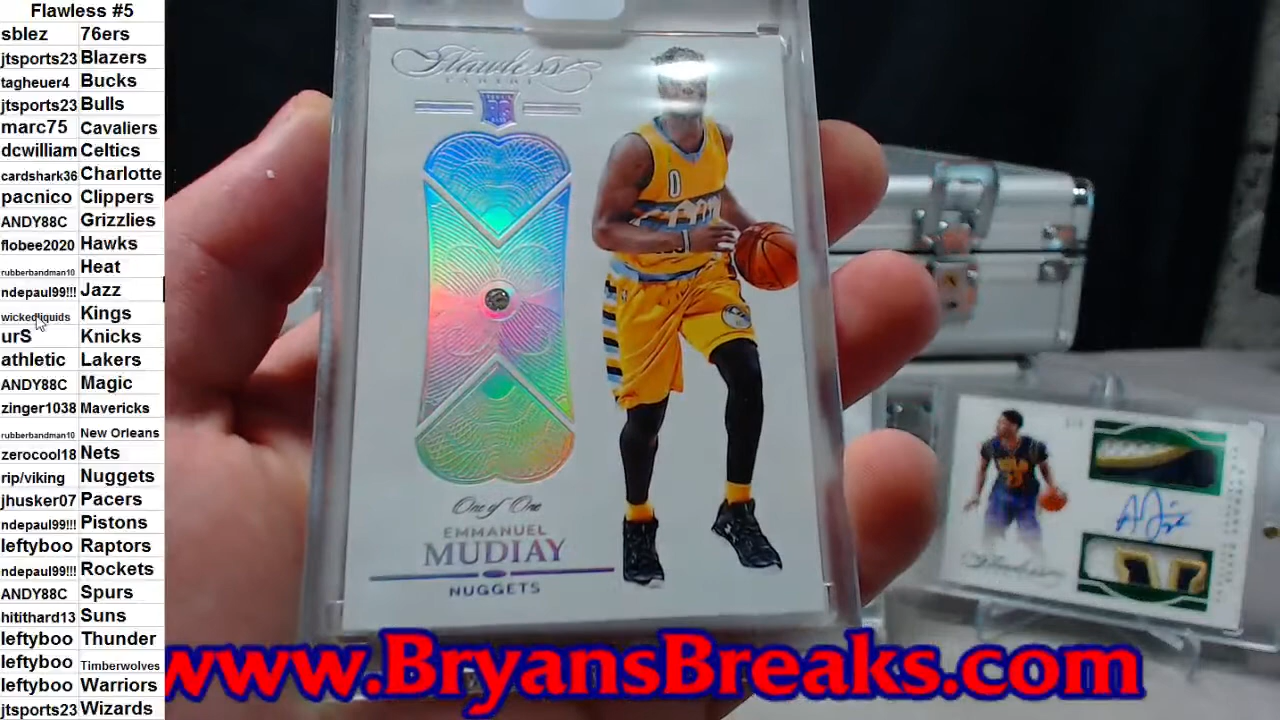 Flawless #5
sblez 76ers
jtsports23 Blazers
tagheuer4 Bucks
jtsports23 Bulls
marc75 Cavaliers
dcwilliam Celtics
cardshark36 Charlotte
pacnico Clippers
ANDY88C Grizzlies
flobee2020 Hawks
rubberbandman10 Heat
ndepaul99!!! Jazz
wickedliquids Kings
urS Knicks
athletic Lakers
ANDY88C Magic
zinger1038 Mavericks
rubberbandman10 New Orleans
zerocool18 Nets
rip/viking Nuggets
jhusker07 Pacers
ndepaul99!!! Pistons
leftyboo Raptors
ndepaul99!!! Rockets
ANDY88C Spurs
hitithard13 Suns
leftyboo Thunder
leftyboo Timberwolves
leftyboo Warriors
jtsports23 Wizards
Flawless
PANINI
0
One of One
EMMANUEL
MUDIAY
NUGGETS
Flawless
www.BryansBreaks.com